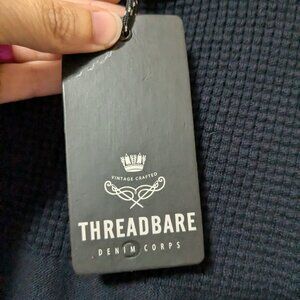 VINTAGE CRAFTED
THREADBARE
DENIM CORPS